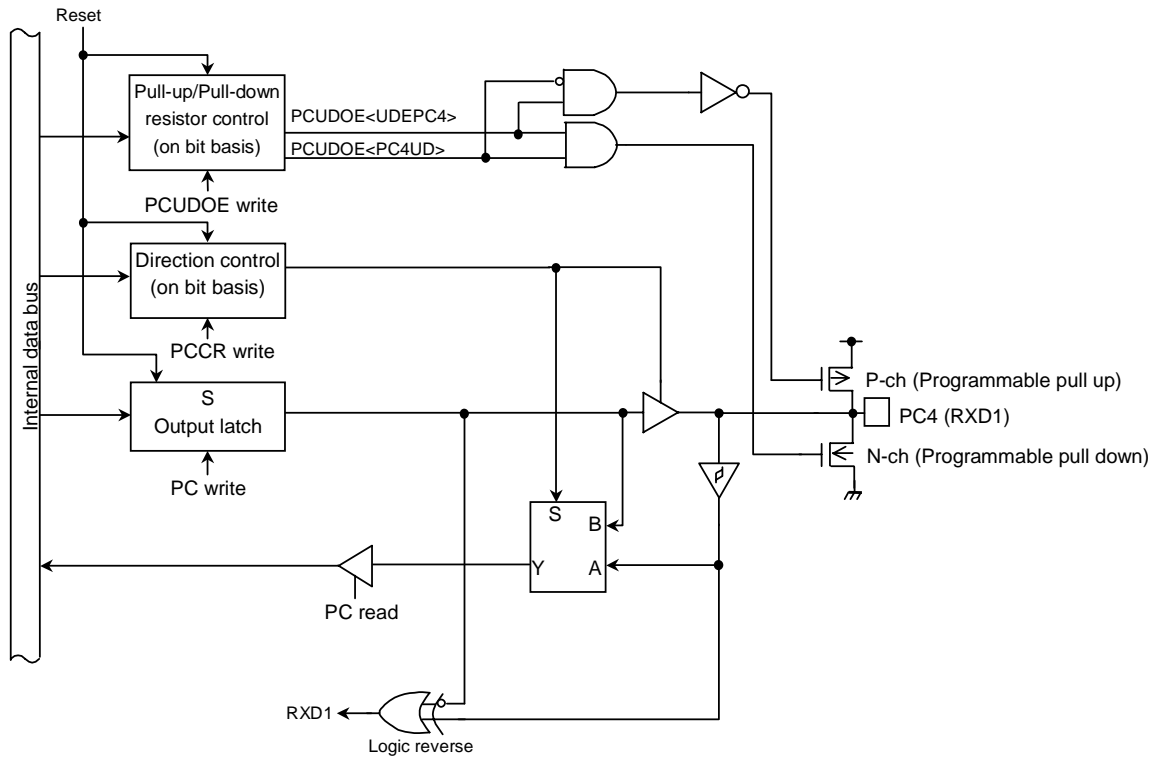 Reset
Pull-up/Pull-down
resistor control
(on bit basis)
PCUDOE<UDEPC4>
PCUDOE<PC4UD>
PCUDOE write
Internal data bus
Direction control
(on bit basis)
PCCR write
S
Output latch
PC write
P-ch (Programmable pull up)
PC4 (RXD1)
N-ch (Programmable pull down)
S
B
Y
A
PC read
RXD1
Logic reverse